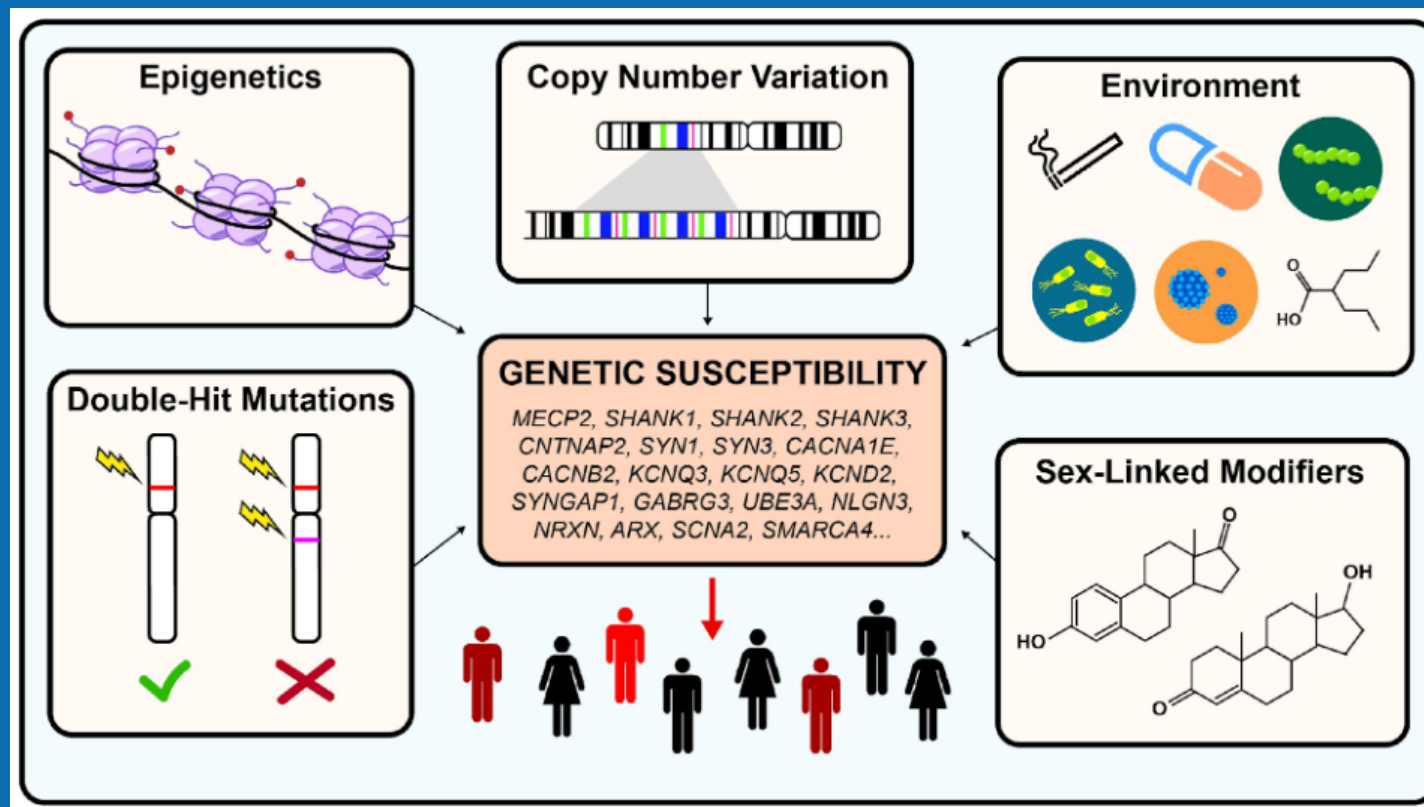 Epigenetics
Copy Number Variation
Environment
O
HO
Double-Hit Mutations
GENETIC SUSCEPTIBILITY
MECP2, SHANK1, SHANK2, SHANK3,
CNTNAP2, SYN1, SYN3, CACNA1E,
CACNB2, KCNQ3, KCNQ5, KCND2,
SYNGAP1, GABRG3, UBE3A, NLGN3,
NRXN, ARX, SCNA2, SMARCA4...
Sex-Linked Modifiers
O
HO
OH
O